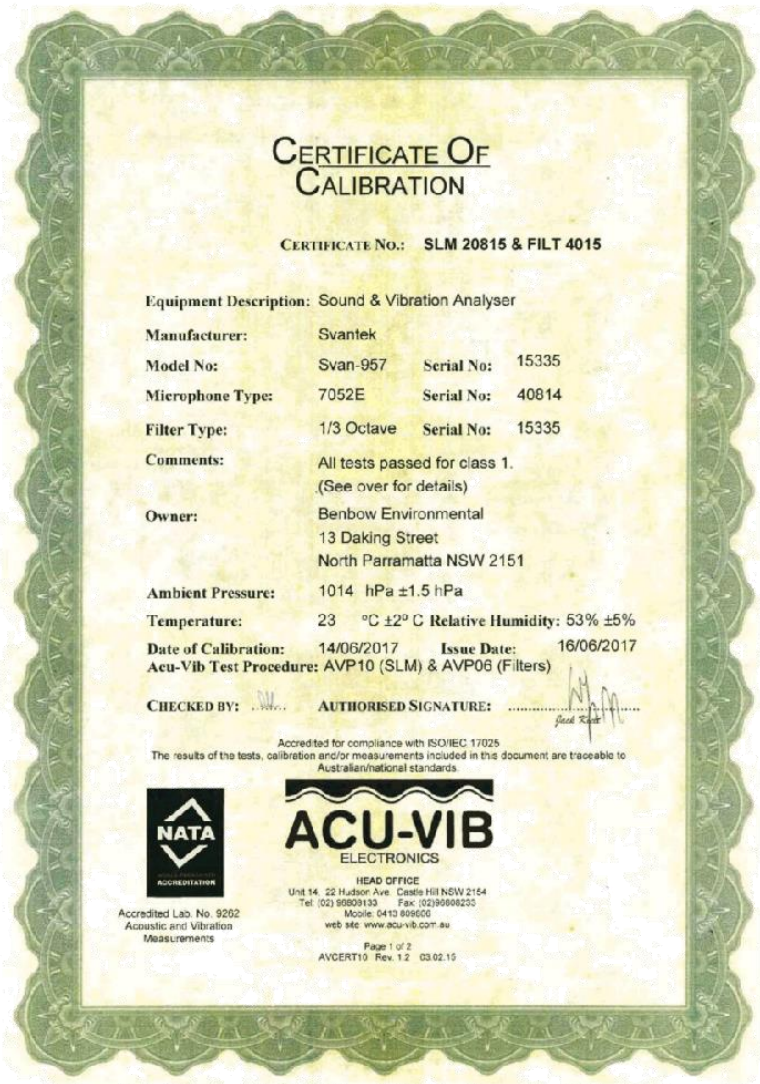 CERTIFICATE OF
CALIBRATION
CERTIFICATE NO.: SLM 20815 & FILT 4015
Equipment Description: Sound & Vibration Analyser
Manufacturer: Svantek
Model No: Svan-957 Serial No: 15335
Microphone Type: 7052E Serial No: 40814
Filter Type: 1/3 Octave Serial No: 15335
Comments: All tests passed for class 1.
(See over for details)
Owner: Benbow Environmental
13 Daking Street
North Parramatta NSW 2151
Ambient Pressure: 1014 hPa ±1.5 hPa
Temperature: 23 °C ±2° C Relative Humidity: 53% ±5%
Date of Calibration: 14/06/2017 Issue Date: 16/06/2017
Acu-Vib Test Procedure: AVP10 (SLM) & AVP06 (Filters)
CHECKED BY: AUTHORISED SIGNATURE:
Jack
Accredited for compliance with ISO/IEC 17025
The results of the tests, calibration and/or measurements included in this document are traceable to
Australian/national standards.
NATA
ACCREDITATION
Accredited Lab. No. 9262
Acoustic and Vibration
Measurements
ACU-VIB
ELECTRONICS
HEAD OFFICE
Unit 14, 22 Hudson Ave. Castle Hill NSW 2154
Tel: (02) 96808133 Fax: (02)96808233
Mobile: 0413 809806
web site: www.acu-vib.com.au
Page 1 of 2
AVCERT10 Rev. 1.2 03.02.15